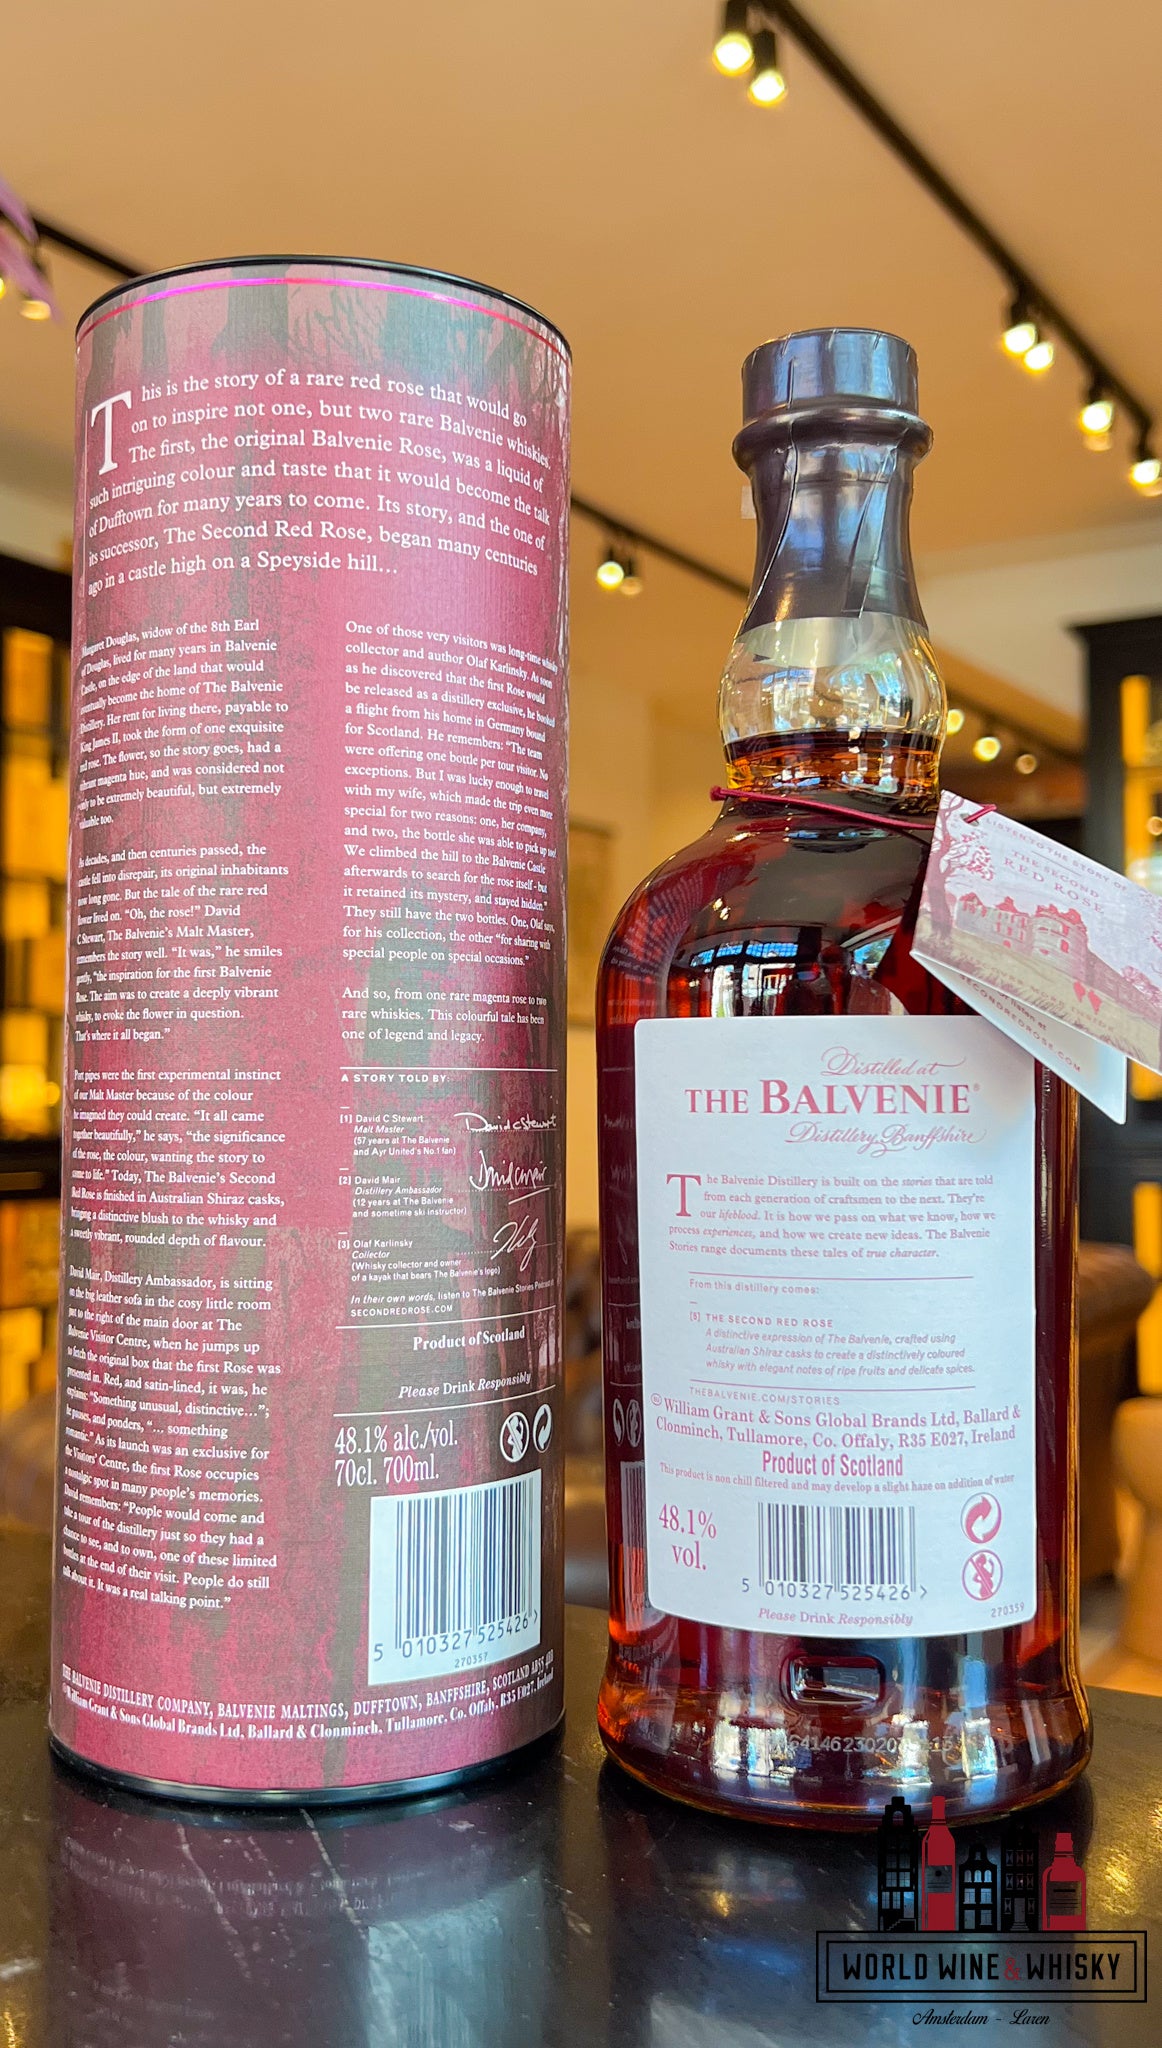 This is the story of a rare red rose that would go
on to inspire not one, but two rare Balvenie whiskies.
The first, the original Balvenie Rose, was a liquid of
such intriguing colour and taste that it would become the talk
of Dufftown for many years to come. Its story, and the one of
its successor, The Second Red Rose, began many centuries
ago in a castle high on a Speyside hill...
Margaret Douglas, widow of the 8th Earl
of Douglas, lived for many years in Balvenie
Castle, on the edge of the land that would
eventually become the home of The Balvenie
Distillery. Her rent for living there, payable to
King James II, took the form of one exquisite
red rose. The flower, so the story goes, had a
vibrant magenta hue, and was considered not
only to be extremely beautiful, but extremely
valuable too.
As decades, and then centuries passed, the
castle fell into disrepair, its original inhabitants
now long gone. But the tale of the rare red
flower lived on. "Oh, the rose!" David
C Stewart, The Balvenie's Malt Master,
remembers the story well. "It was," he smiles
gently, "the inspiration for the first Balvenie
Rose. The aim was to create a deeply vibrant
whisky, to evoke the flower in question.
That's where it all began."
Port pipes were the first experimental instinct
of our Malt Master because of the colour
he imagined they could create. "It all came
together beautifully," he says, "the significance
of the rose, the colour, wanting the story to
come to life." Today, The Balvenie's Second
Red Rose is finished in Australian Shiraz casks,
bringing a distinctive blush to the whisky and
a sweetly vibrant, rounded depth of flavour.
David Mair, Distillery Ambassador, is sitting
on the big leather sofa in the cosy little room
just to the right of the main door at The
Balvenie Visitor Centre, when he jumps up
to fetch the original box that the first Rose was
presented in. Red, and satin-lined, it was, he
explains: "Something unusual, distinctive...";
he pauses, and ponders, "... something
romantic." As its launch was an exclusive for
the Visitors' Centre, the first Rose occupies
a nostalgic spot in many people's memories.
David remembers: "People would come and
take a tour of the distillery just so they had a
chance to see, and to own, one of these limited
bottles at the end of their visit. People do still
talk about it. It was a real talking point."
One of those very visitors was long-time whisky
collector and author Olaf Karlinsky. As soon
as he discovered that the first Rose would
be released as a distillery exclusive, he booked
a flight from his home in Germany bound
for Scotland. He remembers: "The team
were offering one bottle per tour visitor. No
exceptions. But I was lucky enough to travel
with my wife, which made the trip even more
special for two reasons: one, her company,
and two, the bottle she was able to pick up too!
We climbed the hill to the Balvenie Castle
afterwards to search for the rose itself - but
it retained its mystery, and stayed hidden."
They still have the two bottles. One, Olaf says,
for his collection, the other "for sharing with
special people on special occasions."
And so, from one rare magenta rose to two
rare whiskies. This colourful tale has been
one of legend and legacy.
A STORY TOLD BY:
[1] David C Stewart
Malt Master
(57 years at The Balvenie
and Ayr United's No.1 fan)
David C Stewart
[2] David Mair
Distillery Ambassador
(12 years at The Balvenie
and sometime ski instructor)
[3] Olaf Karlinsky
Collector
(Whisky collector and owner
of a kayak that bears The Balvenie's logo)
In their own words, listen to The Balvenie Stories Podcast at
SECONDREDROSE.COM
Product of Scotland
Please Drink Responsibly
48.1% alc./vol.
70cl. 700ml.
5 010327 525426 >
270357
THE BALVENIE DISTILLERY COMPANY, BALVENIE MALTINGS, DUFFTOWN, BANFFSHIRE, SCOTLAND AB55 4BB
William Grant & Sons Global Brands Ltd, Ballard & Clonminch, Tullamore, Co. Offaly, R35 E027, Ireland
LISTEN TO THE STORY OF
THE SECOND
RED ROSE
SECONDREDROSE.COM
Distilled at
THE BALVENIE®
Distillery, Banffshire
The Balvenie Distillery is built on the stories that are told
from each generation of craftsmen to the next. They're
our lifeblood. It is how we pass on what we know, how we
process experiences, and how we create new ideas. The Balvenie
Stories range documents these tales of true character.
From this distillery comes:
[5] THE SECOND RED ROSE
A distinctive expression of The Balvenie, crafted using
Australian Shiraz casks to create a distinctively coloured
whisky with elegant notes of ripe fruits and delicate spices.
THEBALVENIE.COM/STORIES
William Grant & Sons Global Brands Ltd, Ballard &
Clonminch, Tullamore, Co. Offaly, R35 E027, Ireland
Product of Scotland
This product is non chill filtered and may develop a slight haze on addition of water
48.1%
vol.
5 010327 525426 >
Please Drink Responsibly
270359
WORLD WINE & WHISKY
Amsterdam - Laren